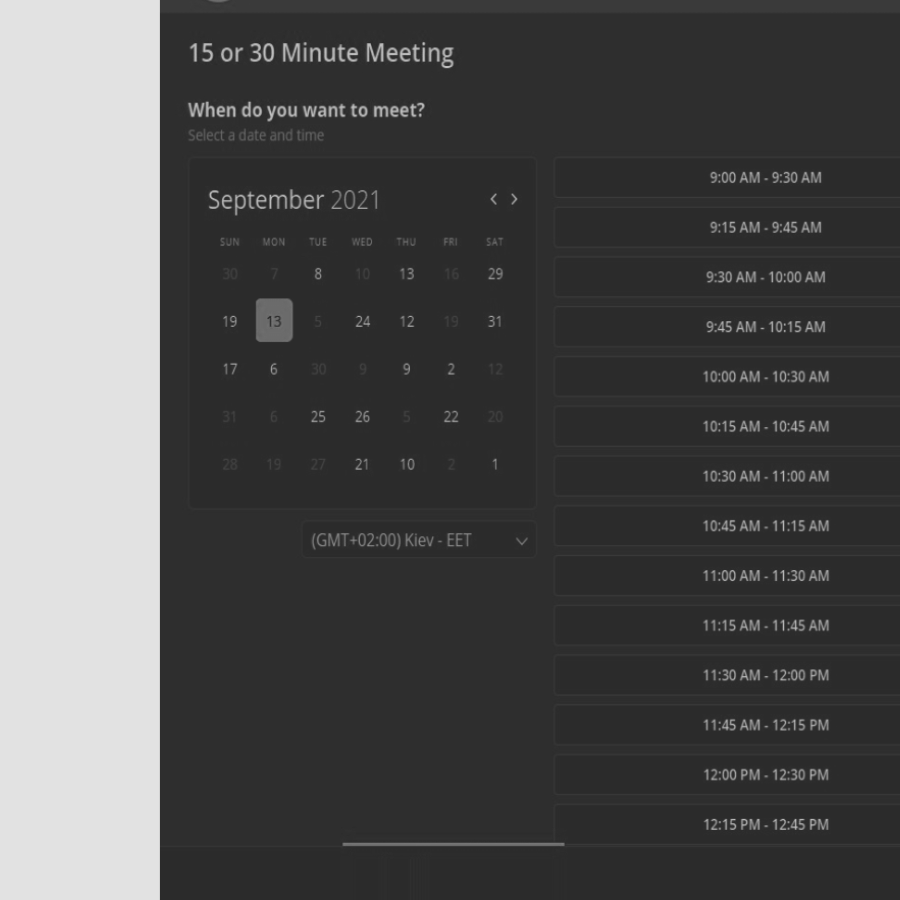 15 or 30 Minute Meeting
When do you want to meet?
Select a date and time
September 2021
SUN MON TUE WED THU FRI SAT
30 7 8 10 13 16 29
19 13 5 24 12 19 31
17 6 30 9 9 2 12
31 6 25 26 5 22 20
28 19 27 21 10 2 1
(GMT+02:00) Kiev - EET
9:00 AM - 9:30 AM
9:15 AM - 9:45 AM
9:30 AM - 10:00 AM
9:45 AM - 10:15 AM
10:00 AM - 10:30 AM
10:15 AM - 10:45 AM
10:30 AM - 11:00 AM
10:45 AM - 11:15 AM
11:00 AM - 11:30 AM
11:15 AM - 11:45 AM
11:30 AM - 12:00 PM
11:45 AM - 12:15 PM
12:00 PM - 12:30 PM
12:15 PM - 12:45 PM